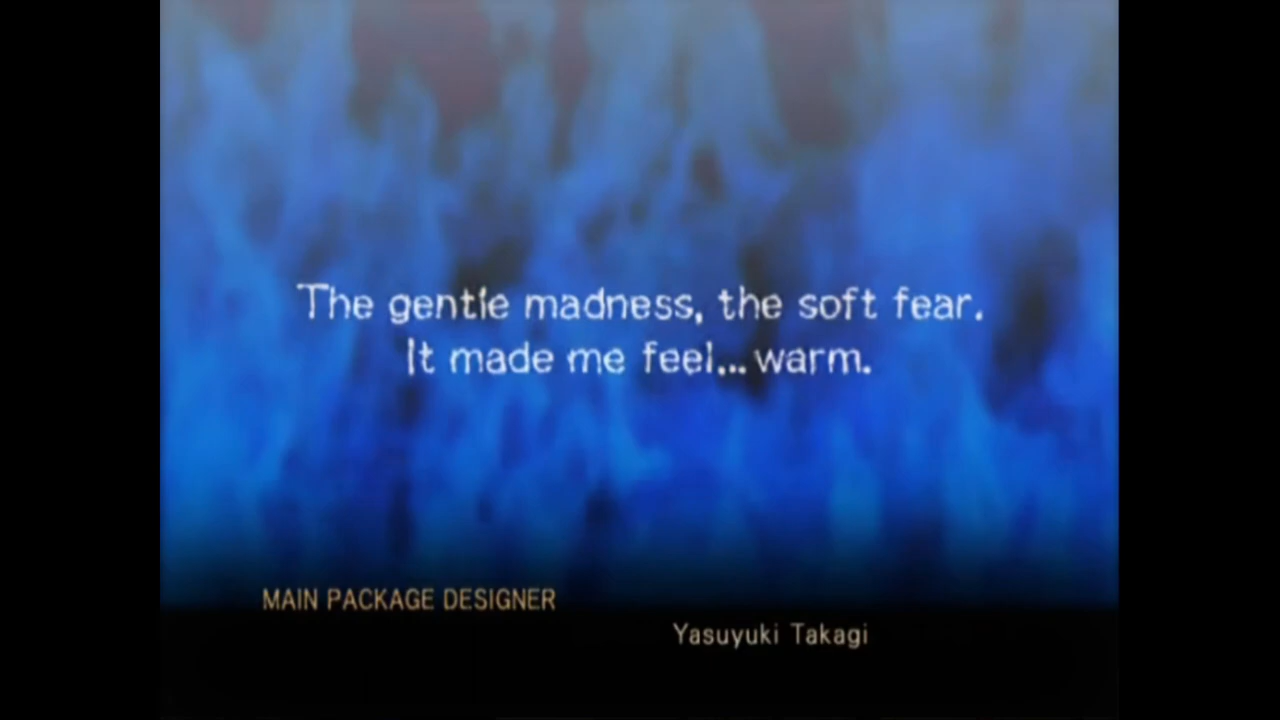 The gentle madness, the soft fear.
It made me feel...warm.
MAIN PACKAGE DESIGNER
Yasuyuki Takagi